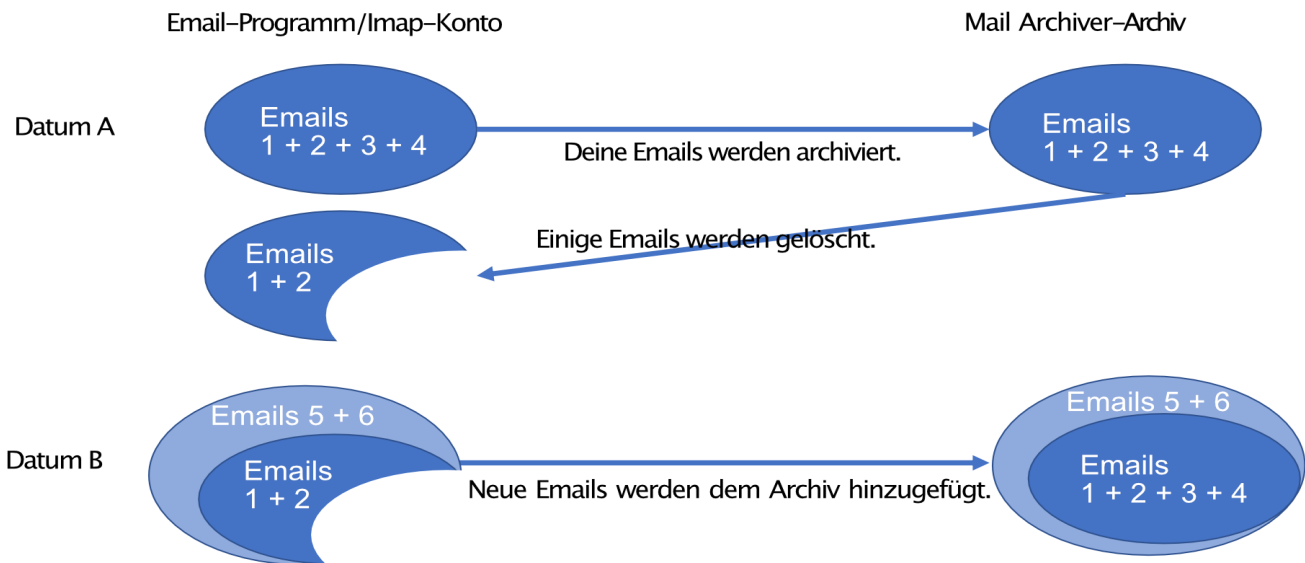 Email-Programm/Imap-Konto
Mail Archiver-Archiv
Datum A
Emails
1 + 2 + 3 + 4
Deine Emails werden archiviert.
Emails
1 + 2 + 3 + 4
Emails
1 + 2
Einige Emails werden gelöscht.
Datum B
Emails 5 + 6
Emails
1 + 2
Neue Emails werden dem Archiv hinzugefügt.
Emails 5 + 6
Emails
1 + 2 + 3 + 4